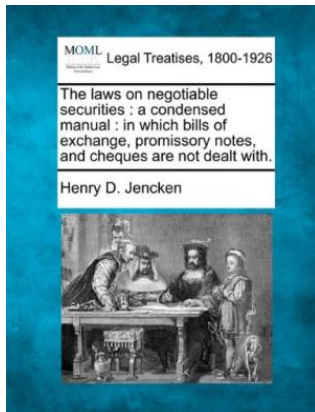 MOML Legal Treatises, 1800-1926
The laws on negotiable
securities : a condensed
manual : in which bills of
exchange, promissory notes,
and cheques are not dealt with.
Henry D. Jencken